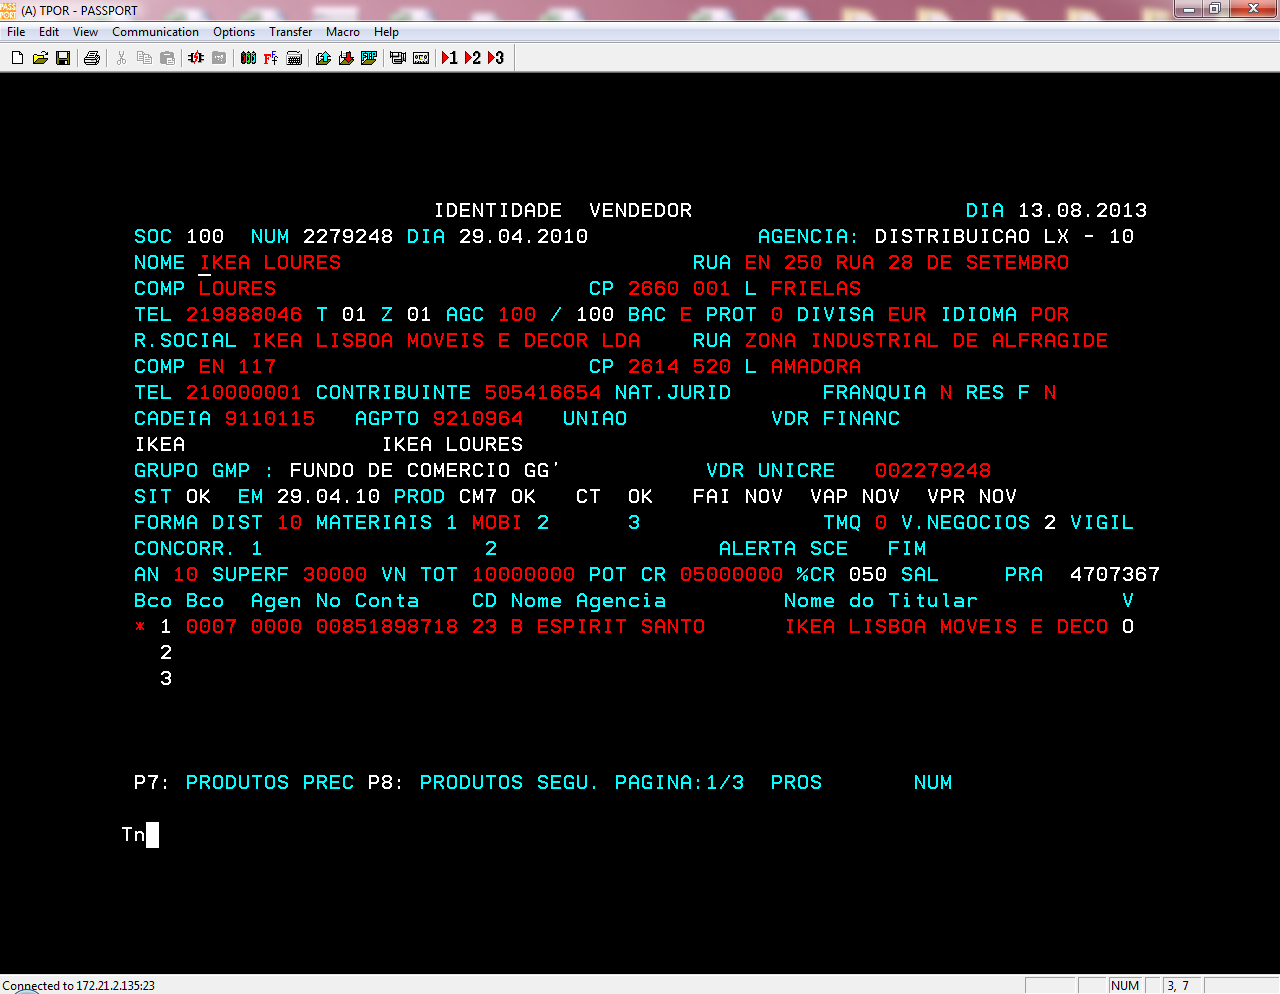 (A) TPOR - PASSPORT
File Edit View Communication Options Transfer Macro Help
1 2 3
IDENTIDADE VENDEDOR DIA 13.08.2013
SOC 100 NUM 2279248 DIA 29.04.2010 AGENCIA: DISTRIBUICAO LX - 10
NOME IKEA LOURES RUA EN 250 RUA 28 DE SETEMBRO
COMP LOURES CP 2660 001 L FRIELAS
TEL 219888046 T 01 Z 01 AGC 100 / 100 BAC E PROT 0 DIVISA EUR IDIOMA POR
R.SOCIAL IKEA LISBOA MOVEIS E DECOR LDA RUA ZONA INDUSTRIAL DE ALFRAGIDE
COMP EN 117 CP 2614 520 L AMADORA
TEL 210000001 CONTRIBUINTE 505416654 NAT.JURID FRANQUIA N RES F N
CADEIA 9110115 AGPTO 9210964 UNIAO VDR FINANC
IKEA IKEA LOURES
GRUPO GMP : FUNDO DE COMERCIO GG' VDR UNICRE 002279248
SIT OK EM 29.04.10 PROD CM7 OK CT OK FAI NOV VAP NOV VPR NOV
FORMA DIST 10 MATERIAIS 1 MOBI 2 3 TMQ 0 V.NEGOCIOS 2 VIGIL
CONCORR. 1 2 ALERTA SCE FIM
AN 10 SUPERF 30000 VN TOT 10000000 POT CR 05000000 %CR 050 SAL PRA 4707367
Bco Bco Agen No Conta CD Nome Agencia Nome do Titular V
* 1 0007 0000 00851898718 23 B ESPIRIT SANTO IKEA LISBOA MOVEIS E DECO O
2
3
P7: PRODUTOS PREC P8: PRODUTOS SEGU. PAGINA:1/3 PROS NUM
Tn
Connected to 172.21.2.135:23 NUM 3, 7